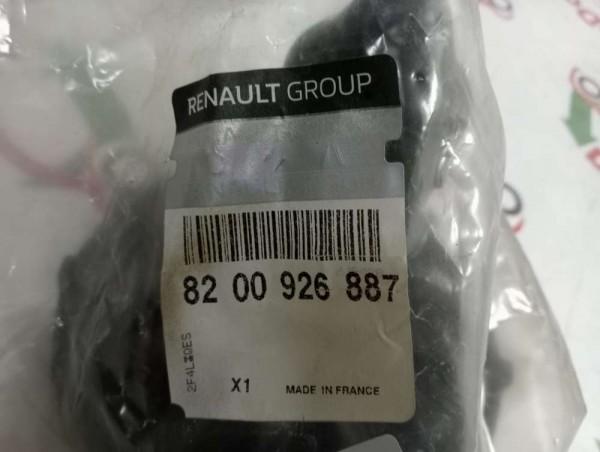 RENAULT GROUP
82 00 926 887
X1 MADE IN FRANCE